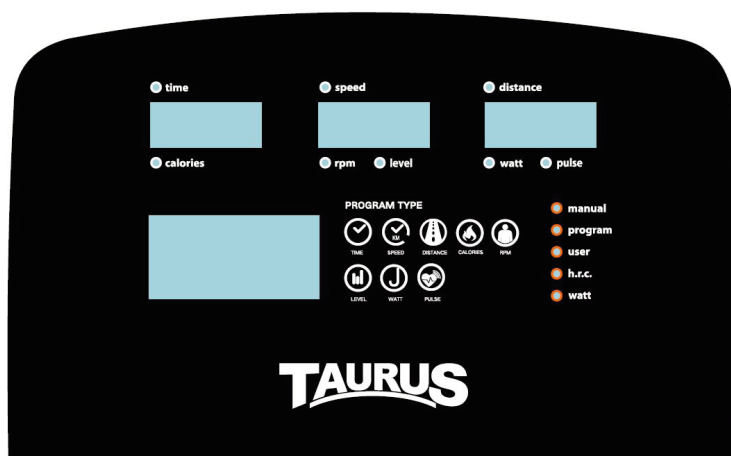 time speed distance
calories rpm level watt pulse
PROGRAM TYPE
KM
TIME SPEED DISTANCE CALORIES RPM
LEVEL WATT PULSE
manual
program
user
h.r.c.
watt
TAURUS